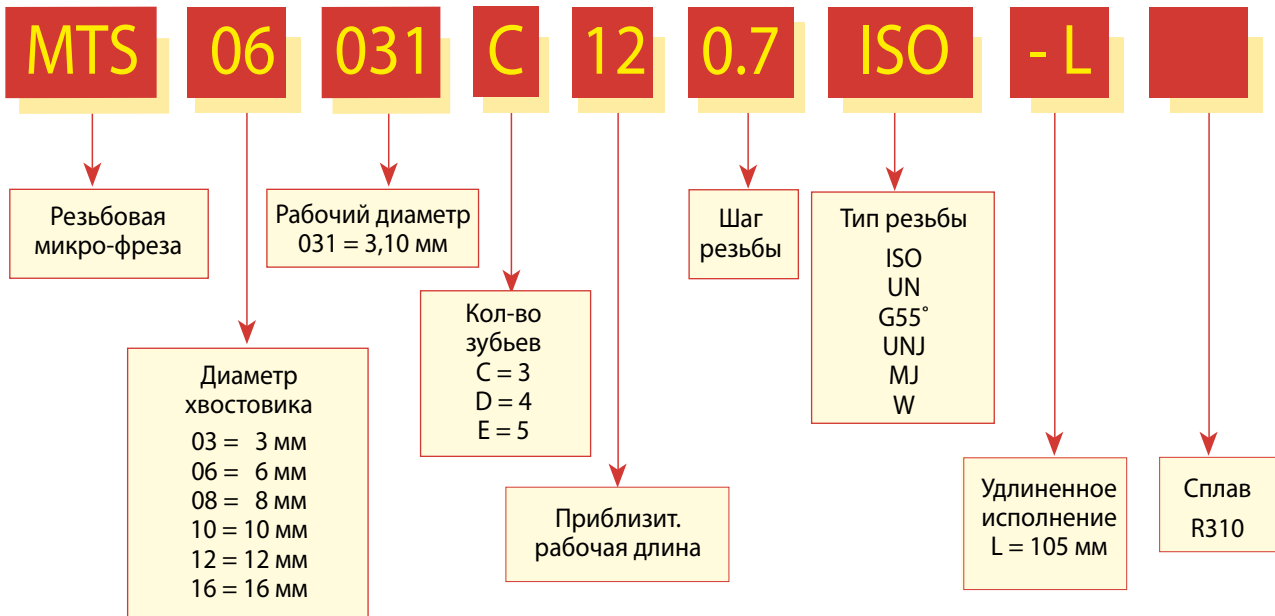 MTS 06 031 C 12 0.7 ISO - L
Резьбовая
микро-фреза
Диаметр
хвостовика
03 = 3 мм
06 = 6 мм
08 = 8 мм
10 = 10 мм
12 = 12 мм
16 = 16 мм
Рабочий диаметр
031 = 3,10 мм
Кол-во
зубьев
C = 3
D = 4
E = 5
Приблизит.
рабочая длина
Шаг
резьбы
Тип резьбы
ISO
UN
G55˚
UNJ
MJ
W
Удлиненное
исполнение
L = 105 мм
Сплав
R310